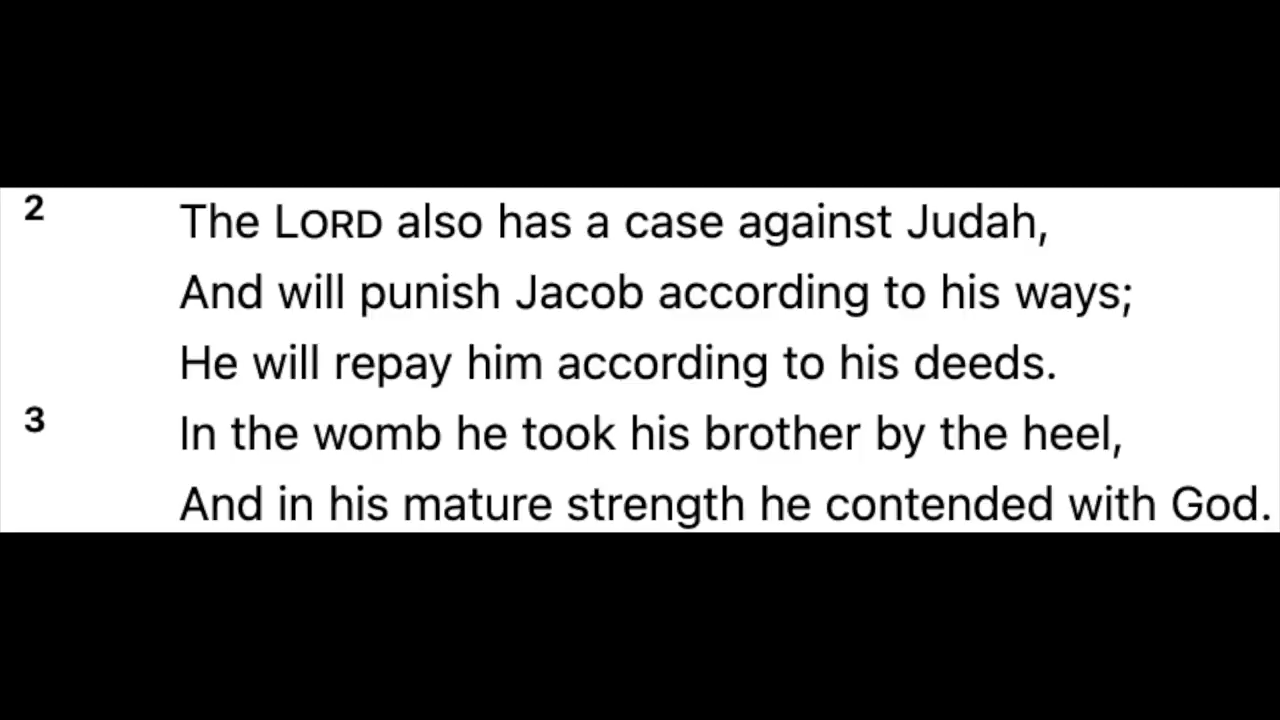 2 The LORD also has a case against Judah,
And will punish Jacob according to his ways;
He will repay him according to his deeds.
3 In the womb he took his brother by the heel,
And in his mature strength he contended with God.